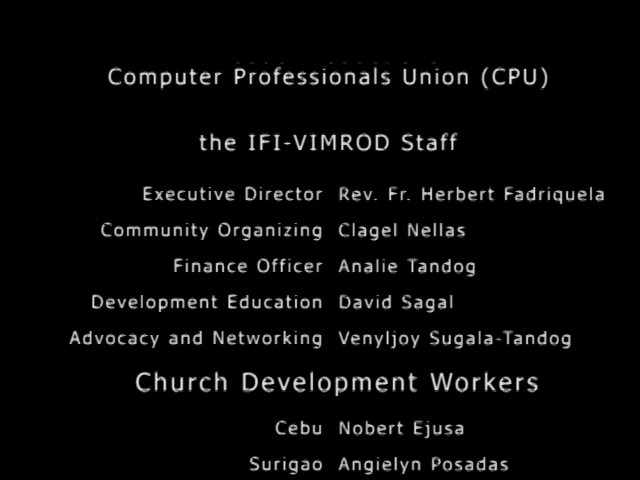 Computer Professionals Union (CPU)
the IFI-VIMROD Staff
Executive Director Rev. Fr. Herbert Fadriquela
Community Organizing Clagel Nellas
Finance Officer Analie Tandog
Development Education David Sagal
Advocacy and Networking Venyljoy Sugala-Tandog
Church Development Workers
Cebu Nobert Ejusa
Surigao Angielyn Posadas